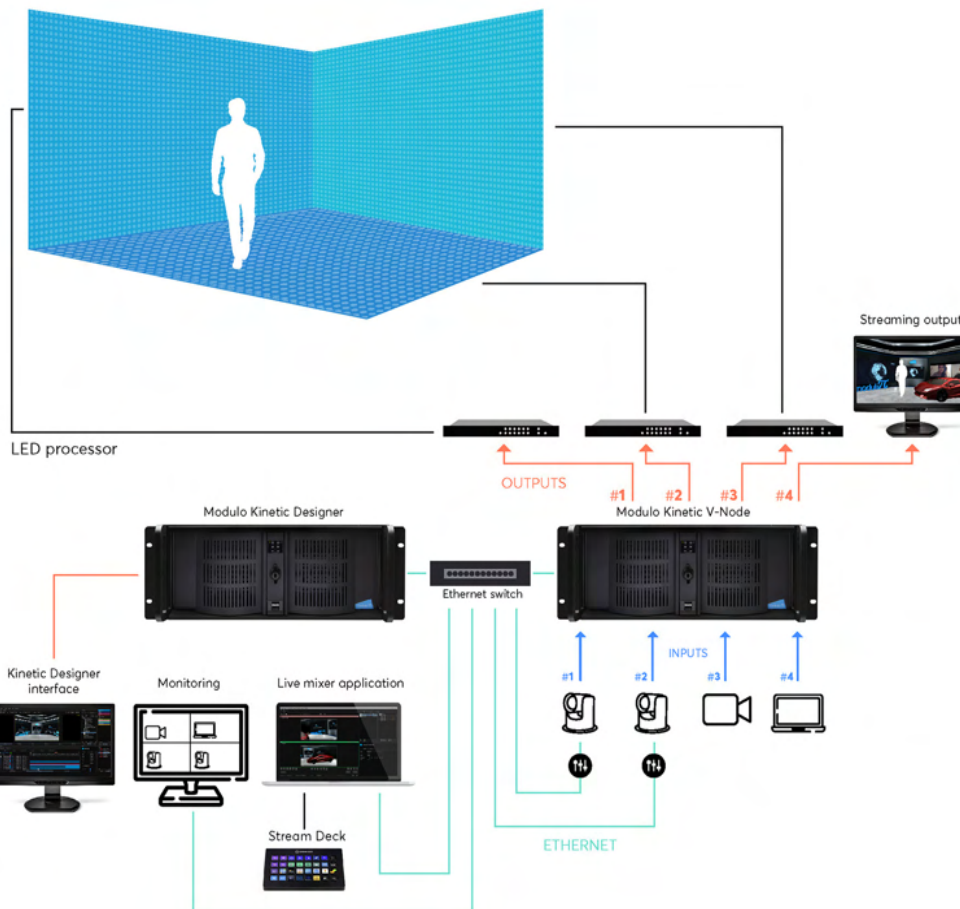 Streaming output
LED processor
OUTPUTS
#1
#2
#3
#4
Modulo Kinetic Designer
Modulo Kinetic V-Node
Ethernet switch
INPUTS
#1
#2
#3
#4
Kinetic Designer
interface
Monitoring
Live mixer application
Stream Deck
ETHERNET